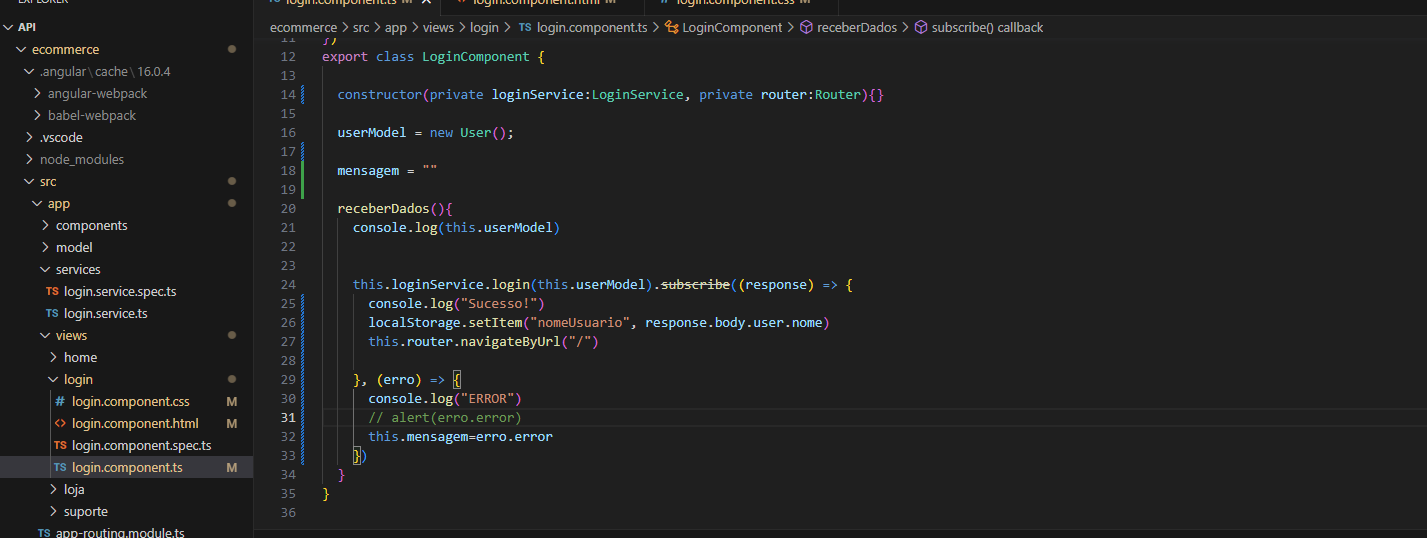 EXPLORER
API
ecommerce
.angular \ cache \ 16.0.4
angular-webpack
babel-webpack
.vscode
node_modules
src
app
components
model
services
TS login.service.spec.ts
TS login.service.ts
views
home
login
# login.component.css M
<> login.component.html M
TS login.component.spec.ts
TS login.component.ts M
loja
suporte
TS app-routing.module.ts
TS login.component.ts
<> login.component.html M
# login.component.css M
ecommerce > src > app > views > login > TS login.component.ts > LoginComponent > receberDados > subscribe() callback
11 })
12 export class LoginComponent {
13
14 constructor(private loginService:LoginService, private router:Router){}
15
16 userModel = new User();
17
18 mensagem = ""
19
20 receberDados(){
21 console.log(this.userModel)
22
23
24 this.loginService.login(this.userModel).subscribe((response) => {
25 console.log("Sucesso!")
26 localStorage.setItem("nomeUsuario", response.body.user.nome)
27 this.router.navigateByUrl("/")
28
29 }, (erro) => {
30 console.log("ERROR")
31 // alert(erro.error)
32 this.mensagem=erro.error
33 })
34 }
35 }
36